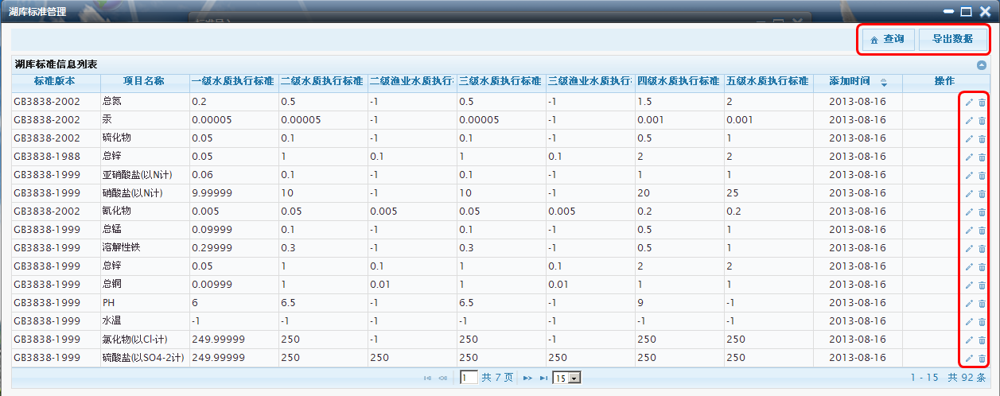 湖库标准管理
查询 导出数据
湖库标准信息列表
标准版本 项目名称 一级水质执行标准 二级水质执行标准 二级渔业水质执行 三级水质执行标准 三级渔业水质执行 四级水质执行标准 五级水质执行标准 添加时间 操作
GB3838-2002 总氮 0.2 0.5 -1 0.5 -1 1.5 2 2013-08-16
GB3838-2002 汞 0.00005 0.00005 -1 0.00005 -1 0.001 0.001 2013-08-16
GB3838-2002 硫化物 0.05 0.1 -1 0.1 -1 0.5 1 2013-08-16
GB3838-1988 总锌 0.05 1 0.1 1 0.1 2 2 2013-08-16
GB3838-1999 亚硝酸盐(以N计) 0.06 0.1 -1 0.1 -1 1 1 2013-08-16
GB3838-1999 硝酸盐(以N计) 9.99999 10 -1 10 -1 20 25 2013-08-16
GB3838-2002 氰化物 0.005 0.05 0.005 0.05 0.005 0.2 0.2 2013-08-16
GB3838-1999 总锰 0.09999 0.1 -1 0.1 -1 0.5 1 2013-08-16
GB3838-1999 溶解性铁 0.29999 0.3 -1 0.3 -1 0.5 1 2013-08-16
GB3838-1999 总锌 0.05 1 0.1 1 0.1 2 2 2013-08-16
GB3838-1999 总铜 0.00999 1 0.01 1 0.01 1 1 2013-08-16
GB3838-1999 PH 6 6.5 -1 6.5 -1 9 -1 2013-08-16
GB3838-1999 水温 -1 -1 -1 -1 -1 -1 -1 2013-08-16
GB3838-1999 氯化物(以Cl-计) 249.99999 250 -1 250 -1 250 250 2013-08-16
GB3838-1999 硫酸盐(以SO4-2计) 249.99999 250 250 250 250 250 250 2013-08-16
1 共 7 页 15 1 - 15 共 92 条